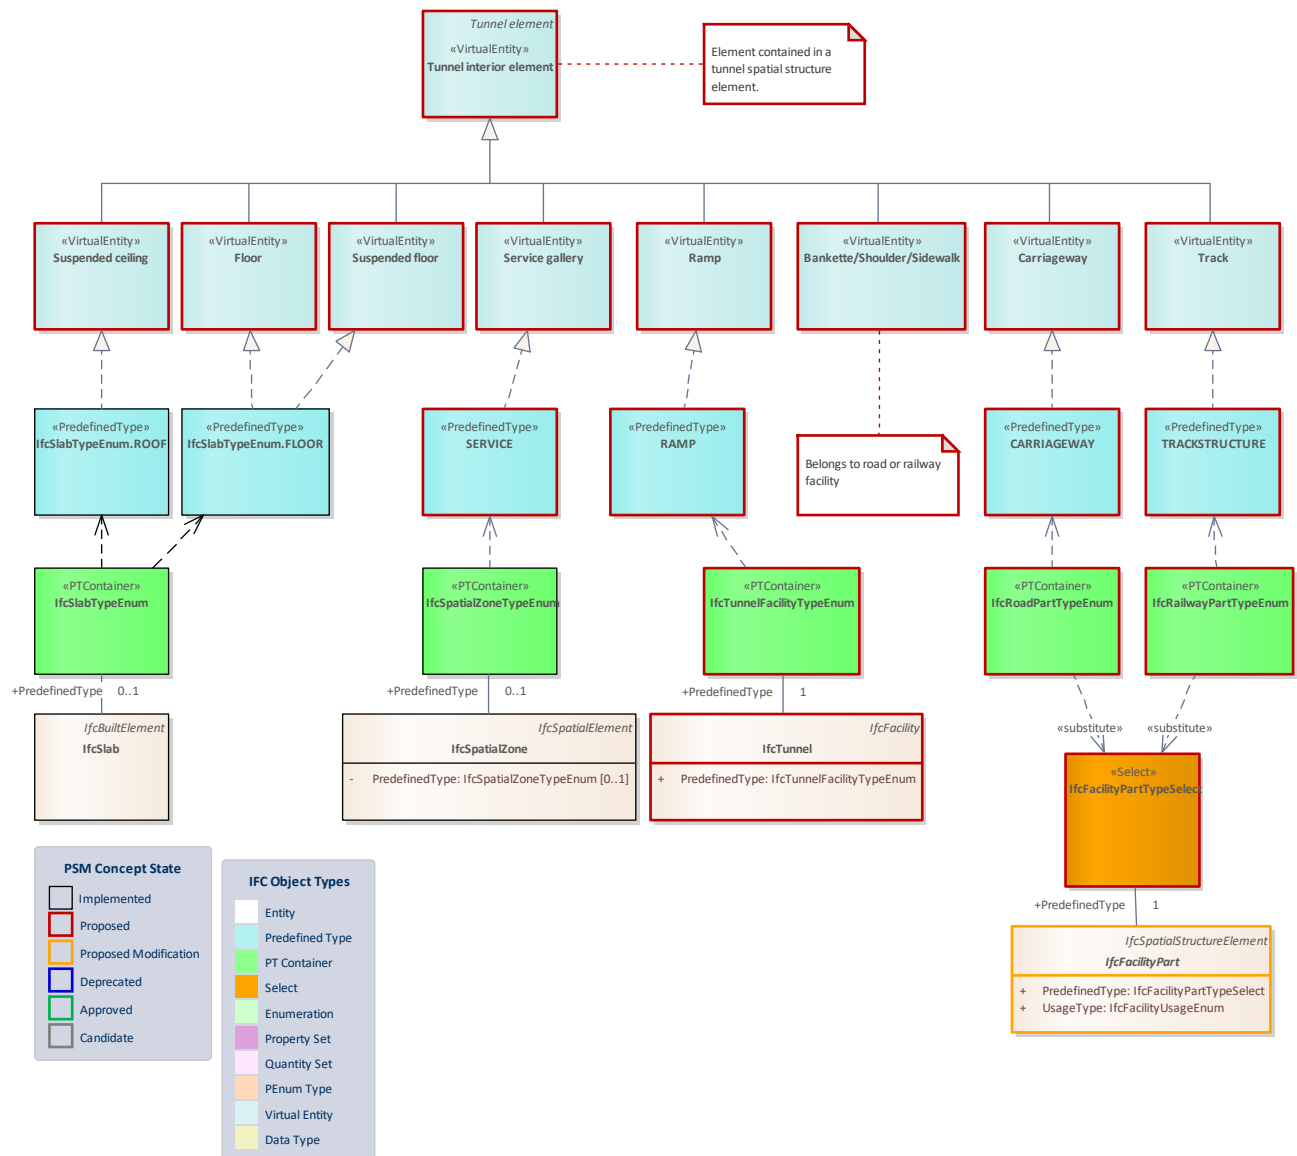 Tunnel element
«VirtualEntity»
Tunnel interior element
Element contained in a
tunnel spatial structure
element.
«VirtualEntity»
Suspended ceiling
«VirtualEntity»
Floor
«VirtualEntity»
Suspended floor
«VirtualEntity»
Service gallery
«VirtualEntity»
Ramp
«VirtualEntity»
Bankette/Shoulder/Sidewalk
«VirtualEntity»
Carriageway
«VirtualEntity»
Track
«PredefinedType»
IfcSlabTypeEnum.ROOF
«PredefinedType»
IfcSlabTypeEnum.FLOOR
«PredefinedType»
SERVICE
«PredefinedType»
RAMP
Belongs to road or railway
facility
«PredefinedType»
CARRIAGEWAY
«PredefinedType»
TRACKSTRUCTURE
«PTContainer»
IfcSlabTypeEnum
«PTContainer»
IfcSpatialZoneTypeEnum
«PTContainer»
IfcTunnelFacilityTypeEnum
«PTContainer»
IfcRoadPartTypeEnum
«PTContainer»
IfcRailwayPartTypeEnum
+PredefinedType 0..1
+PredefinedType 0..1
+PredefinedType 1
IfcBuiltElement
IfcSlab
IfcSpatialElement
IfcSpatialZone
- PredefinedType: IfcSpatialZoneTypeEnum [0..1]
IfcFacility
IfcTunnel
+ PredefinedType: IfcTunnelFacilityTypeEnum
«substitute» «substitute»
«Select»
IfcFacilityPartTypeSelect
+PredefinedType 1
IfcSpatialStructureElement
IfcFacilityPart
+ PredefinedType: IfcFacilityPartTypeSelect
+ UsageType: IfcFacilityUsageEnum
PSM Concept State
Implemented
Proposed
Proposed Modification
Deprecated
Approved
Candidate
IFC Object Types
Entity
Predefined Type
PT Container
Select
Enumeration
Property Set
Quantity Set
PEnum Type
Virtual Entity
Data Type